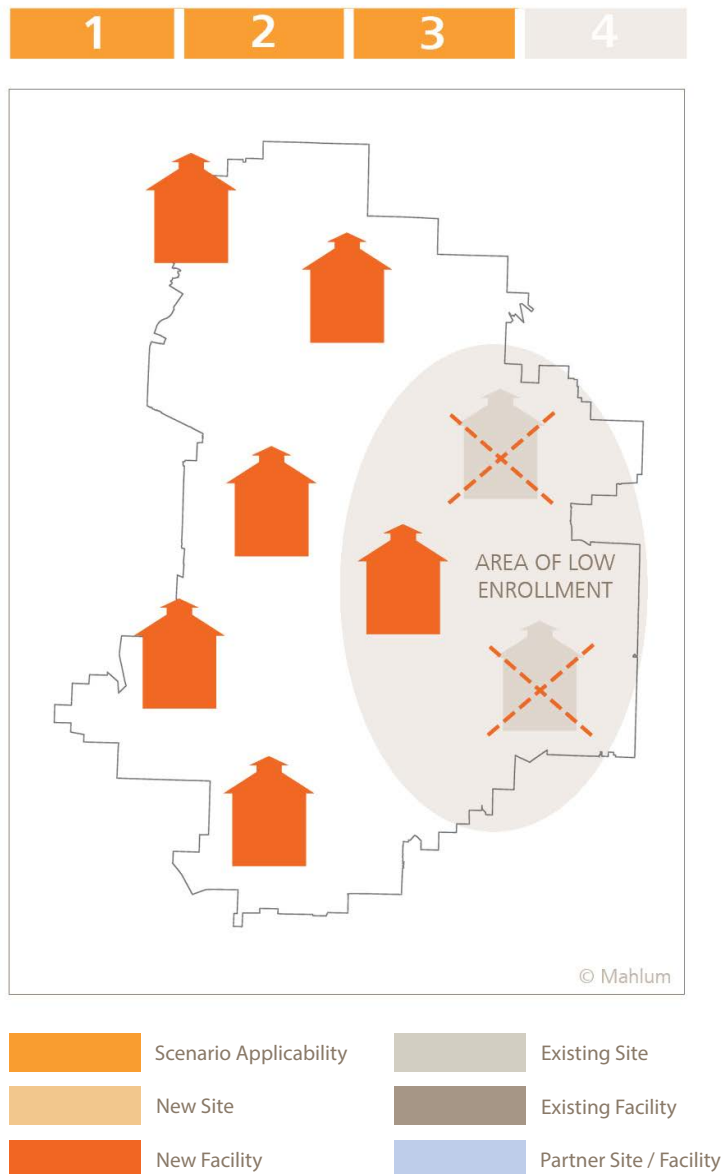 1 2 3 4
AREA OF LOW
ENROLLMENT
© Mahlum
Scenario Applicability
Existing Site
New Site
Existing Facility
New Facility
Partner Site / Facility